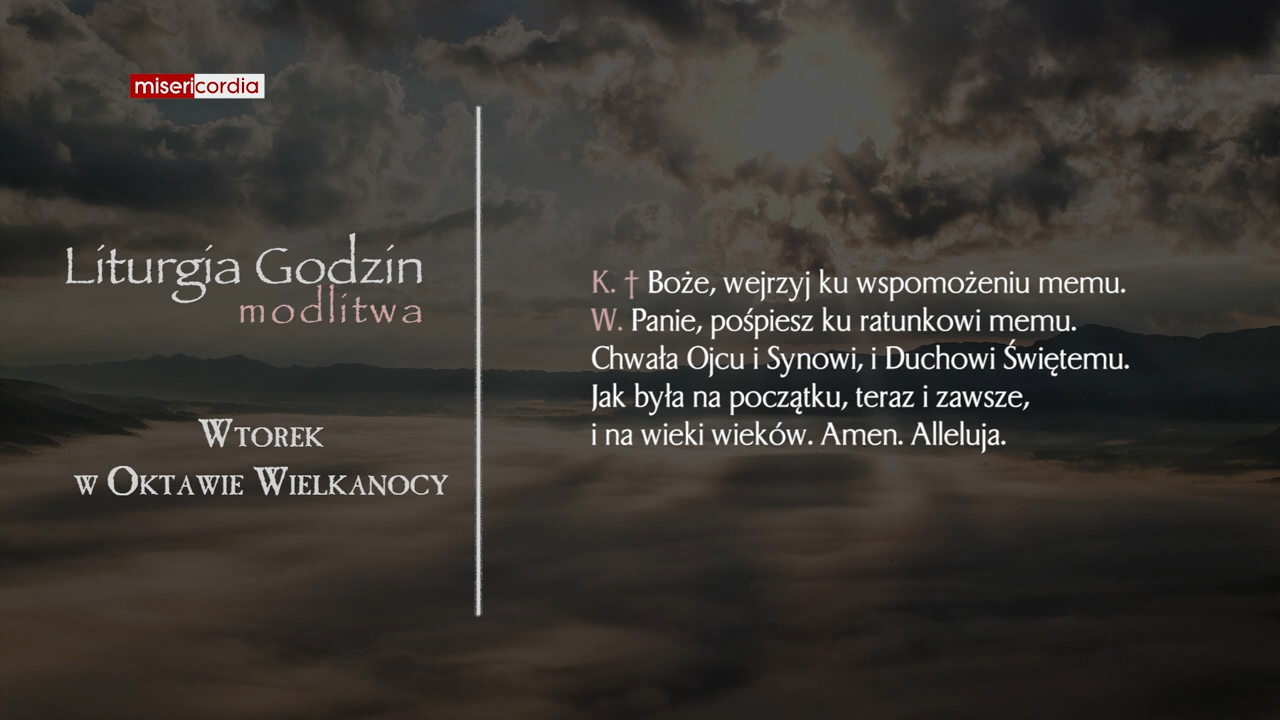 misericordia
Liturgia Godzin
modlitwa
Wtorek
w Oktawie Wielkanocy
K. † Boże, wejrzyj ku wspomożeniu memu.
W. Panie, pośpiesz ku ratunkowi memu.
Chwała Ojcu i Synowi, i Duchowi Świętemu.
Jak była na początku, teraz i zawsze,
i na wieki wieków. Amen. Alleluja.